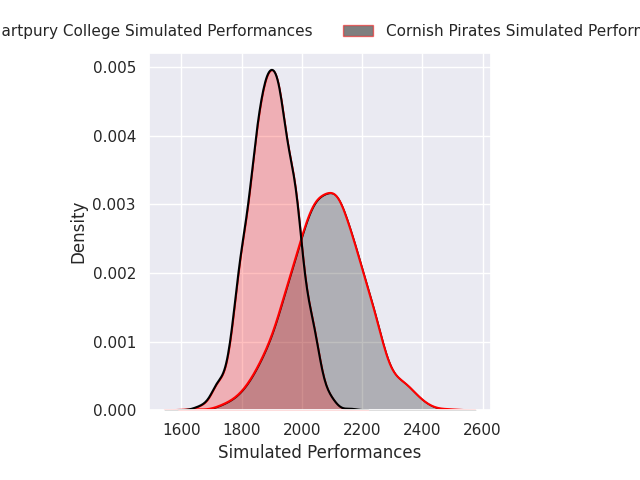 artpury College Simulated Performances
Cornish Pirates Simulated Perforr
0.005
0.004
0.003
0.002
0.001
0.000
Density
1600 1800 2000 2200 2400 2600
Simulated Performances